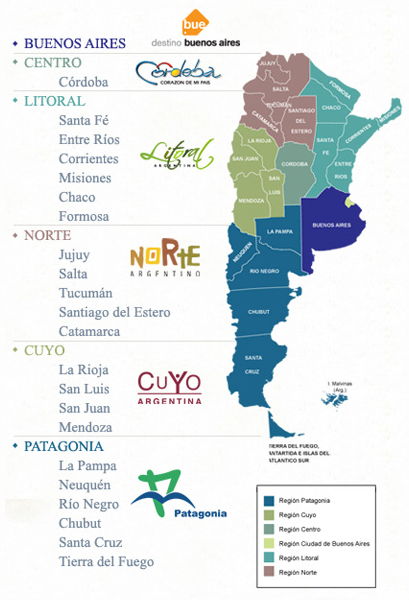 bue.
destino buenos aires
BUENOS AIRES
CENTRO
Córdoba
Córdoba
CORAZON DE MI PAIS
LITORAL
Santa Fé
Entre Ríos
Corrientes
Misiones
Chaco
Formosa
Litoral
ARGENTINA
NORTE
Jujuy
Salta
Tucumán
Santiago del Estero
Catamarca
NORTE
ARGENTINO
CUYO
La Rioja
San Luis
San Juan
Mendoza
CUYO
ARGENTINA
PATAGONIA
La Pampa
Neuquén
Río Negro
Chubut
Santa Cruz
Tierra del Fuego
Patagonia
JUJUY
SALTA
FORMOSA
TUCUMÁN
CATAMARCA
SANTIAGO
DEL
ESTERO
CHACO
MISIONES
CORRIENTES
LA RIOJA
SANTA
FE
SAN JUAN
CORDOBA
ENTRE
RIOS
SAN
LUIS
MENDOZA
BUENOS AIRES
LA PAMPA
NEUQUEN
RIO NEGRO
CHUBUT
SANTA
CRUZ
I. Malvinas
(Arg.)
TIERRA DEL FUEGO,
ANTARTIDA E ISLAS DEL
ATLANTICO SUR
Región Patagonia
Región Cuyo
Región Centro
Región Ciudad de Buenos Aires
Región Litoral
Región Norte